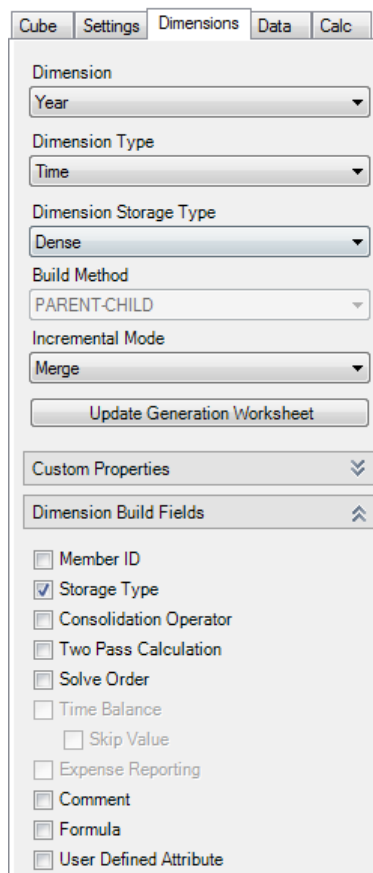 Cube Settings Dimensions Data Calc
Dimension
Year
Dimension Type
Time
Dimension Storage Type
Dense
Build Method
PARENT-CHILD
Incremental Mode
Merge
Update Generation Worksheet
Custom Properties
Dimension Build Fields
Member ID
Storage Type
Consolidation Operator
Two Pass Calculation
Solve Order
Time Balance
Skip Value
Expense Reporting
Comment
Formula
User Defined Attribute